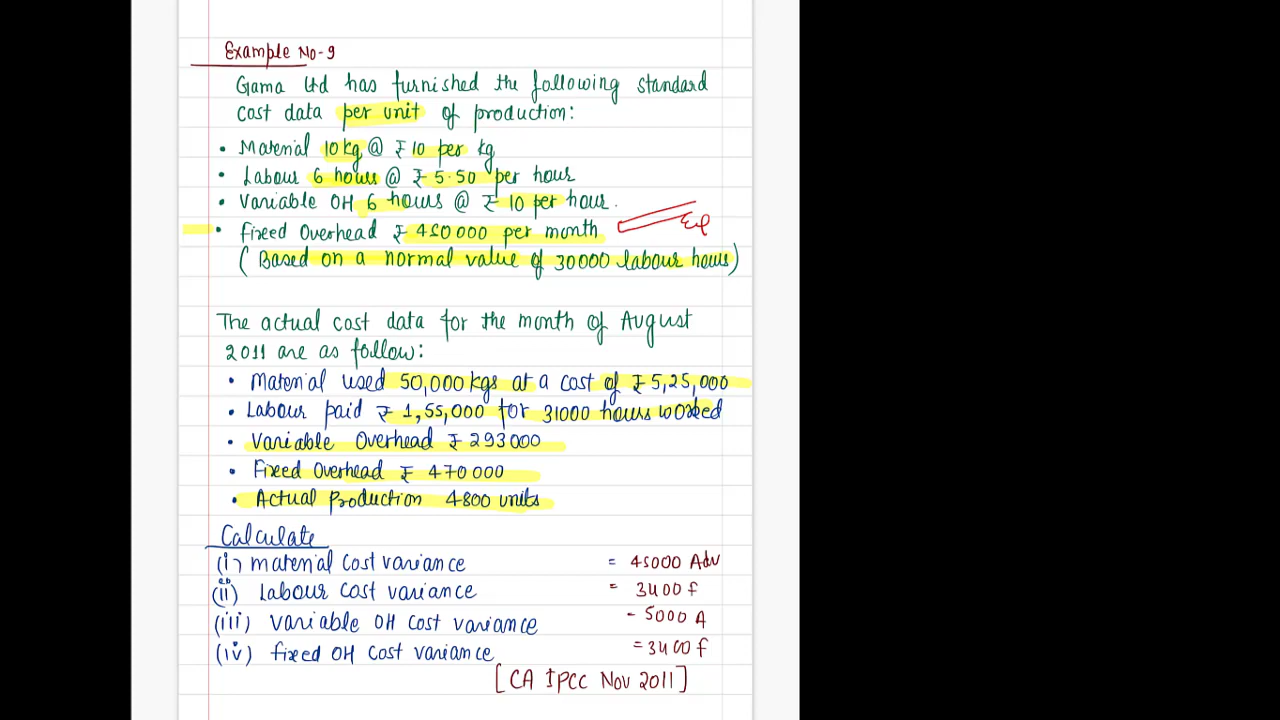 Example No-9
Gama Ltd has furnished the following standard
cost data per unit of production:
• Material 10kg @ ₹10 per kg
• Labour 6 hours @ ₹5.50 per hour
• Variable OH 6 hours @ ₹10 per hour.
• Fixed Overhead ₹450000 per month
(Based on a normal value of 30000 labour hours)
The actual cost data for the month of August
2011 are as follow:
• Material used 50,000kgs at a cost of ₹5,25,000
• Labour paid ₹1,55,000 for 31000 hours worked
• Variable Overhead ₹293000
• Fixed Overhead ₹470000
• Actual Production 4800 units
Calculate
(i) material Cost variance = 45000 Adv
(ii) Labour Cost variance = 3400 f
(iii) variable OH Cost variance - 5000 A
(iv) fixed OH Cost variance = 3400 f
[CA IPCC Nov 2011]